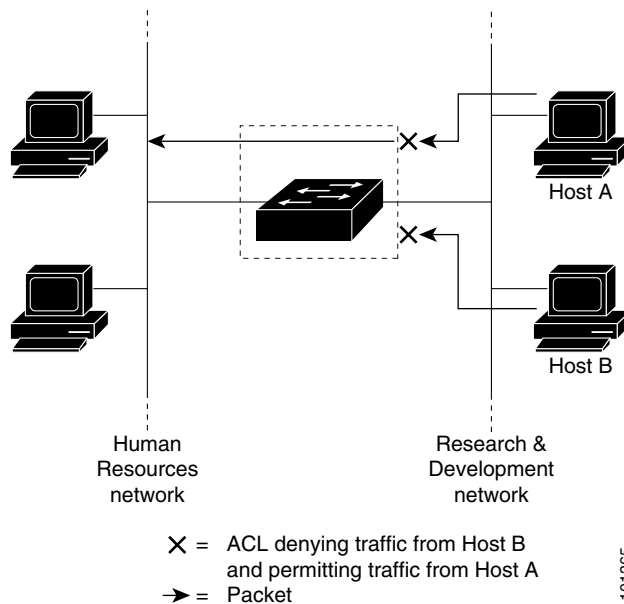 Host A
Host B
Human
Resources
network
Research &
Development
network
X = ACL denying traffic from Host B
and permitting traffic from Host A
→ = Packet